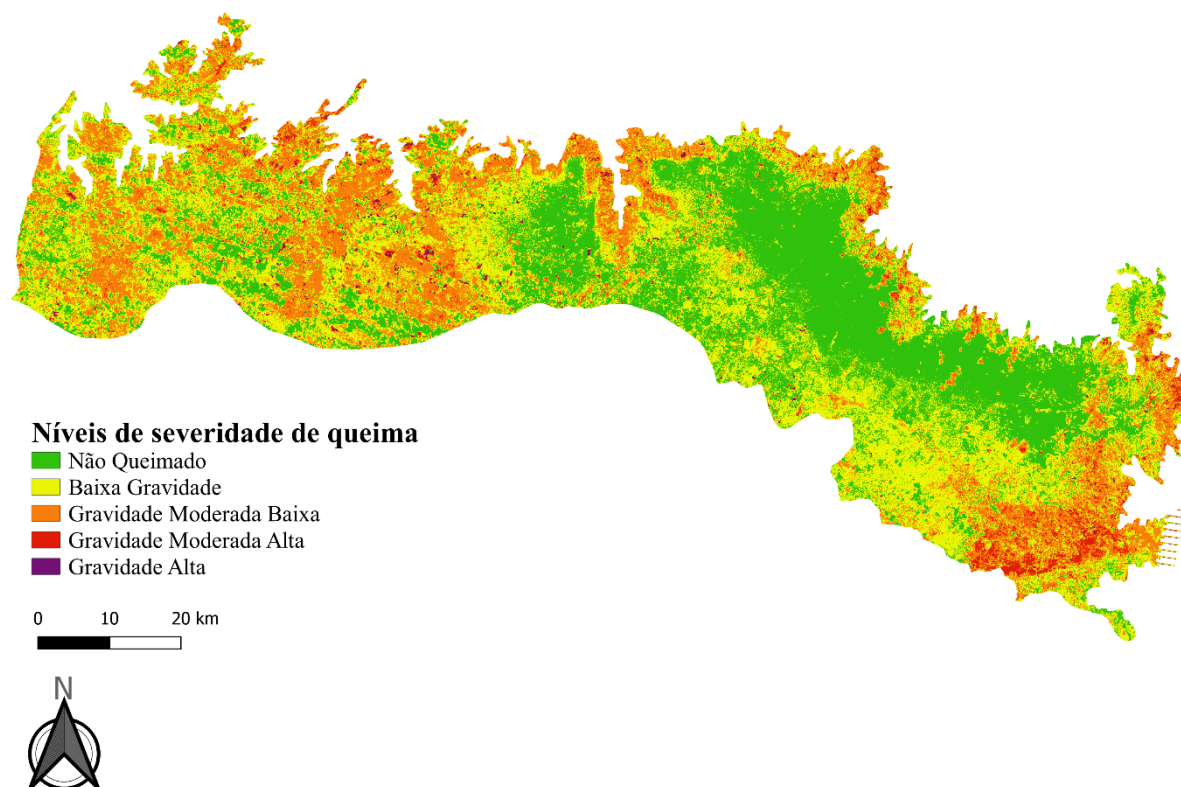 Níveis de severidade de queima
Não Queimado
Baixa Gravidade
Gravidade Moderada Baixa
Gravidade Moderada Alta
Gravidade Alta
0 10 20 km
N